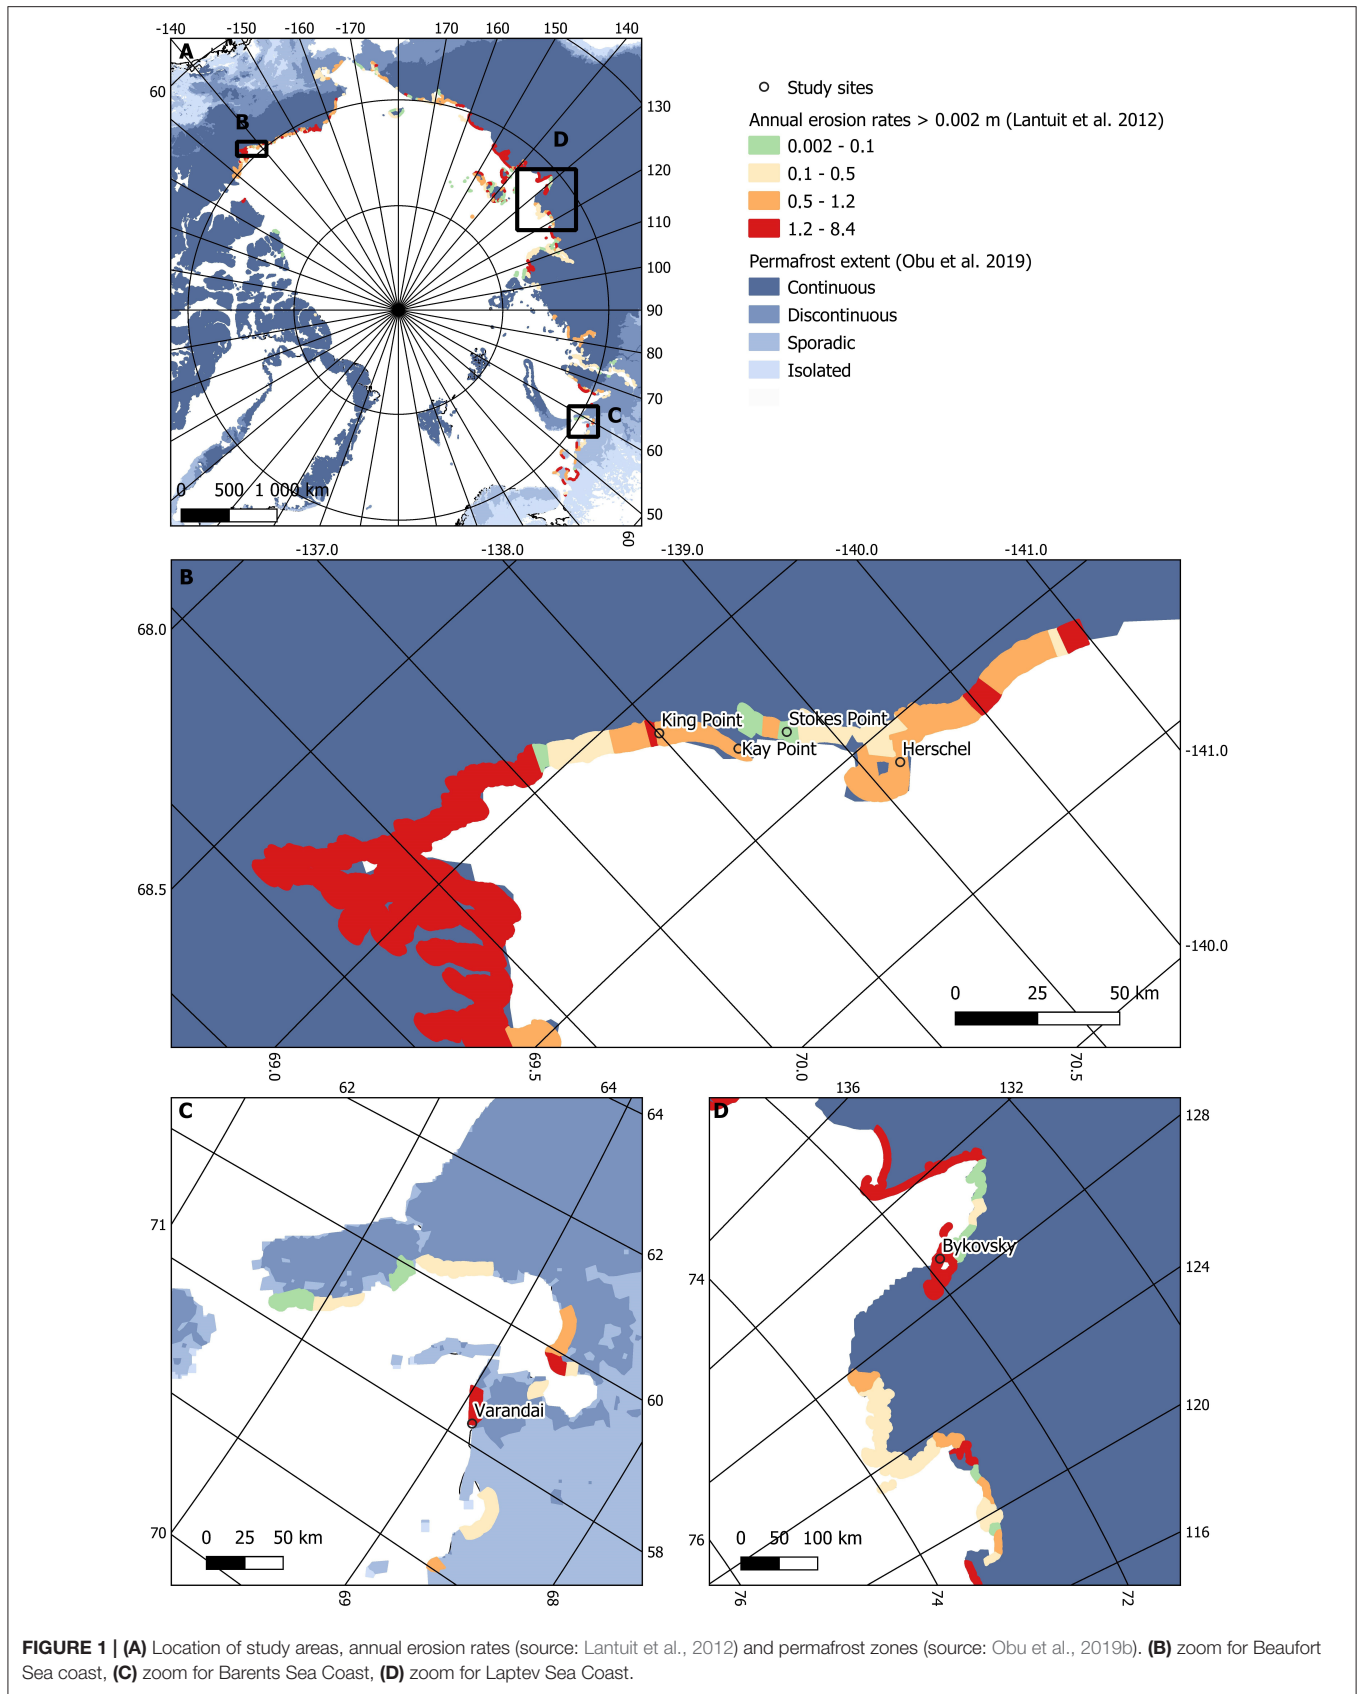 -140
-150
-160
-170
170
160
150
140
A
60
B
D
130
120
110
100
90
80
70
C
60
0 500 1 000 km
50
60
Study sites
Annual erosion rates > 0.002 m (Lantuit et al. 2012)
0.002 - 0.1
0.1 - 0.5
0.5 - 1.2
1.2 - 8.4
Permafrost extent (Obu et al. 2019)
Continuous
Discontinuous
Sporadic
Isolated
-137.0
-138.0
-139.0
-140.0
-141.0
B
68.0
King Point
Stokes Point
Kay Point
Herschel
-141.0
68.5
-140.0
0 25 50 km
69.0
69.5
70.0
70.5
62
64
C
64
71
62
60
Varandai
0 25 50 km
70
58
69
68
136
132
D
128
Bykovsky
74
124
120
0 50 100 km
76
116
76
74
72
FIGURE 1 | (A) Location of study areas, annual erosion rates (source: Lantuit et al., 2012) and permafrost zones (source: Obu et al., 2019b). (B) zoom for Beaufort
Sea coast, (C) zoom for Barents Sea Coast, (D) zoom for Laptev Sea Coast.